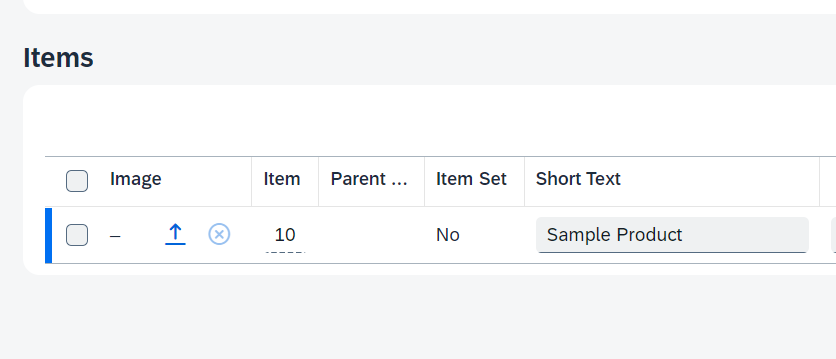 Items
Image Item Parent ... Item Set Short Text
– 10 No Sample Product